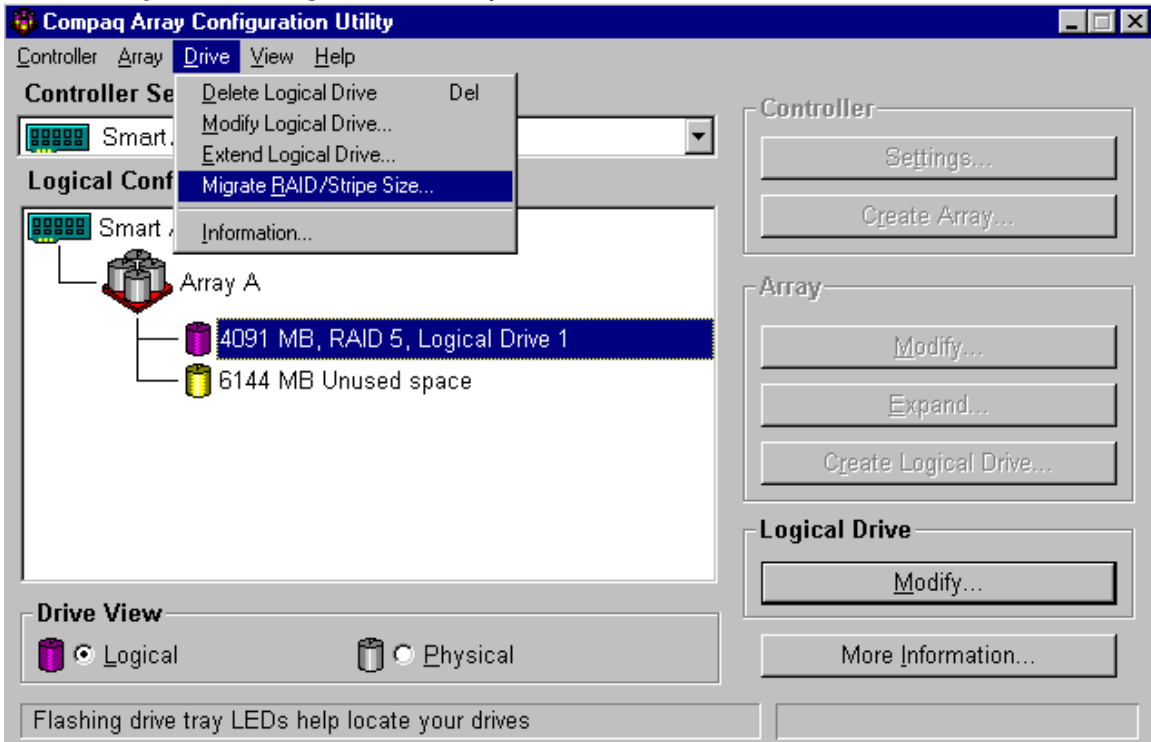 Compaq Array Configuration Utility
Controller Array Drive View Help
Controller Se
Smart
Logical Conf
Delete Logical Drive Del
Modify Logical Drive...
Extend Logical Drive...
Migrate RAID/Stripe Size...
Information...
Smart
Array A
4091 MB, RAID 5, Logical Drive 1
6144 MB Unused space
Drive View
Logical
Physical
Flashing drive tray LEDs help locate your drives
Controller
Settings...
Create Array...
Array
Modify...
Expand...
Create Logical Drive...
Logical Drive
Modify...
More Information...